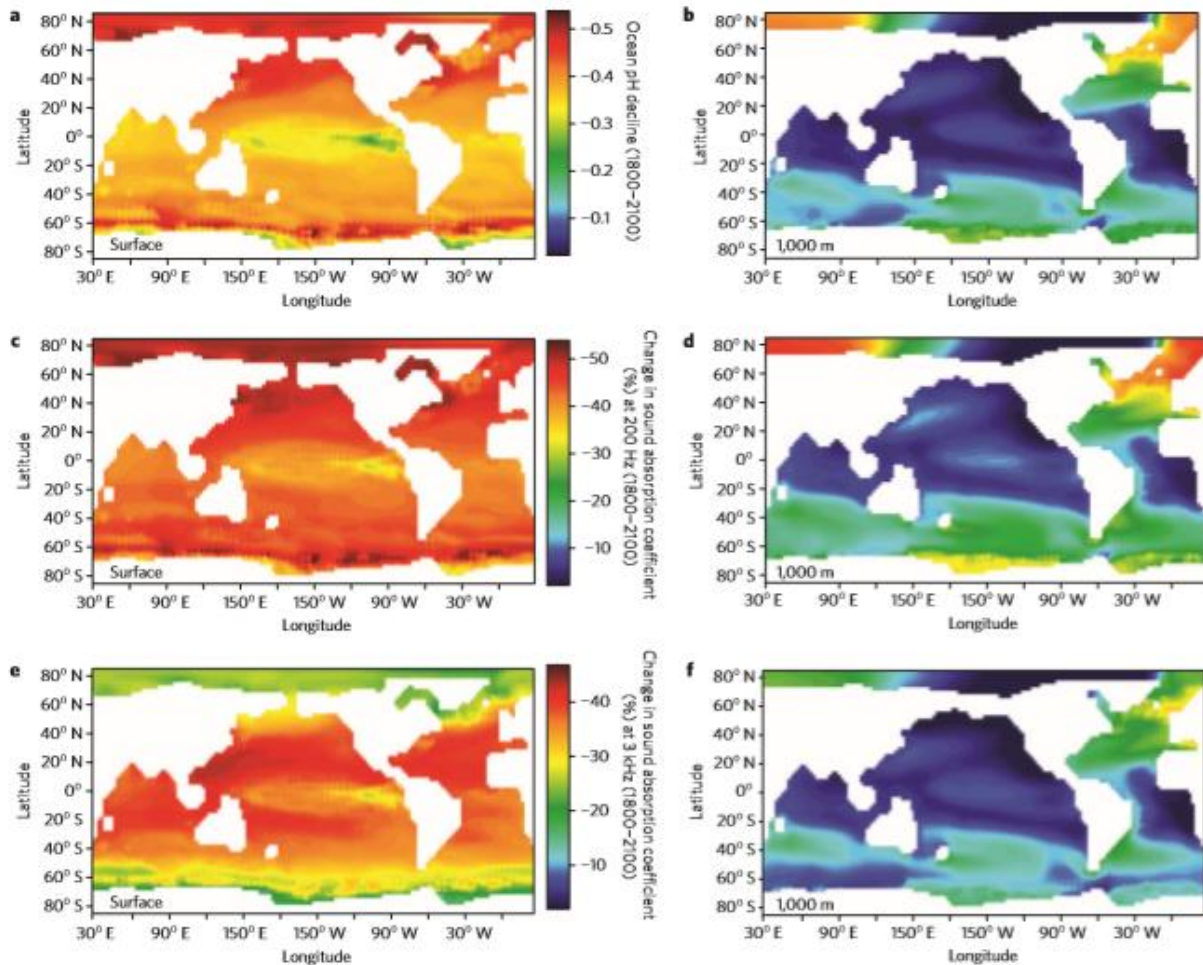 a
80° N
60° N
40° N
20° N
0°
20° S
40° S
60° S
80° S
Latitude
Surface
30° E 90° E 150° E 150° W 90° W 30° W
Longitude
−0.5
−0.4
−0.3
−0.2
−0.1
Ocean pH decline (1800–2100)
b
80° N
60° N
40° N
20° N
0°
20° S
40° S
60° S
80° S
Latitude
1,000 m
30° E 90° E 150° E 150° W 90° W 30° W
Longitude
c
80° N
60° N
40° N
20° N
0°
20° S
40° S
60° S
80° S
Latitude
Surface
30° E 90° E 150° E 150° W 90° W 30° W
Longitude
−50
−40
−30
−20
−10
Change in sound absorption coefficient
(%) at 200 Hz (1800–2100)
d
80° N
60° N
40° N
20° N
0°
20° S
40° S
60° S
80° S
Latitude
1,000 m
30° E 90° E 150° E 150° W 90° W 30° W
Longitude
e
80° N
60° N
40° N
20° N
0°
20° S
40° S
60° S
80° S
Latitude
Surface
30° E 90° E 150° E 150° W 90° W 30° W
Longitude
−40
−30
−20
−10
Change in sound absorption coefficient
(%) at 3 kHz (1800–2100)
f
80° N
60° N
40° N
20° N
0°
20° S
40° S
60° S
80° S
Latitude
1,000 m
30° E 90° E 150° E 150° W 90° W 30° W
Longitude